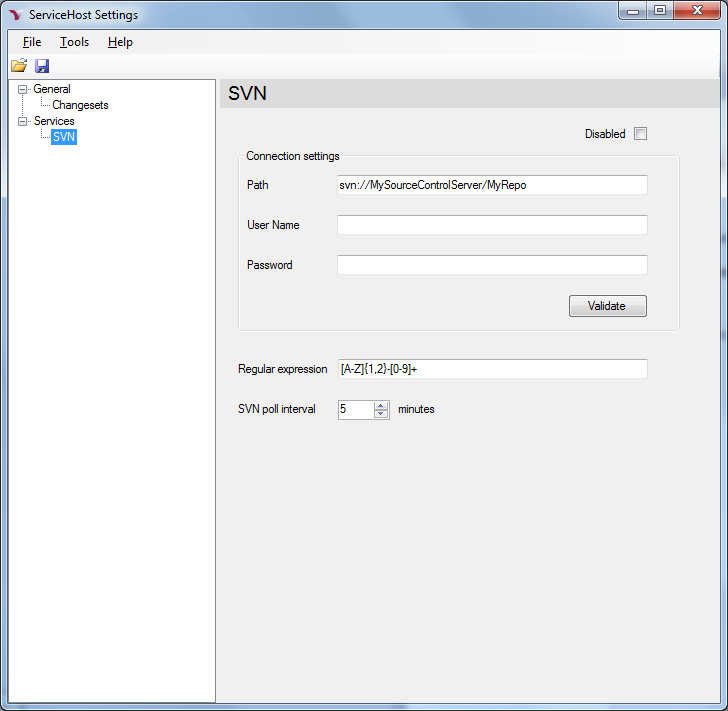 ServiceHost Settings
File Tools Help
General
Changesets
Services
SVN
SVN
Disabled
Connection settings
Path svn://MySourceControlServer/MyRepo
User Name
Password
Validate
Regular expression [A-Z]{1,2}-[0-9]+
SVN poll interval 5 minutes